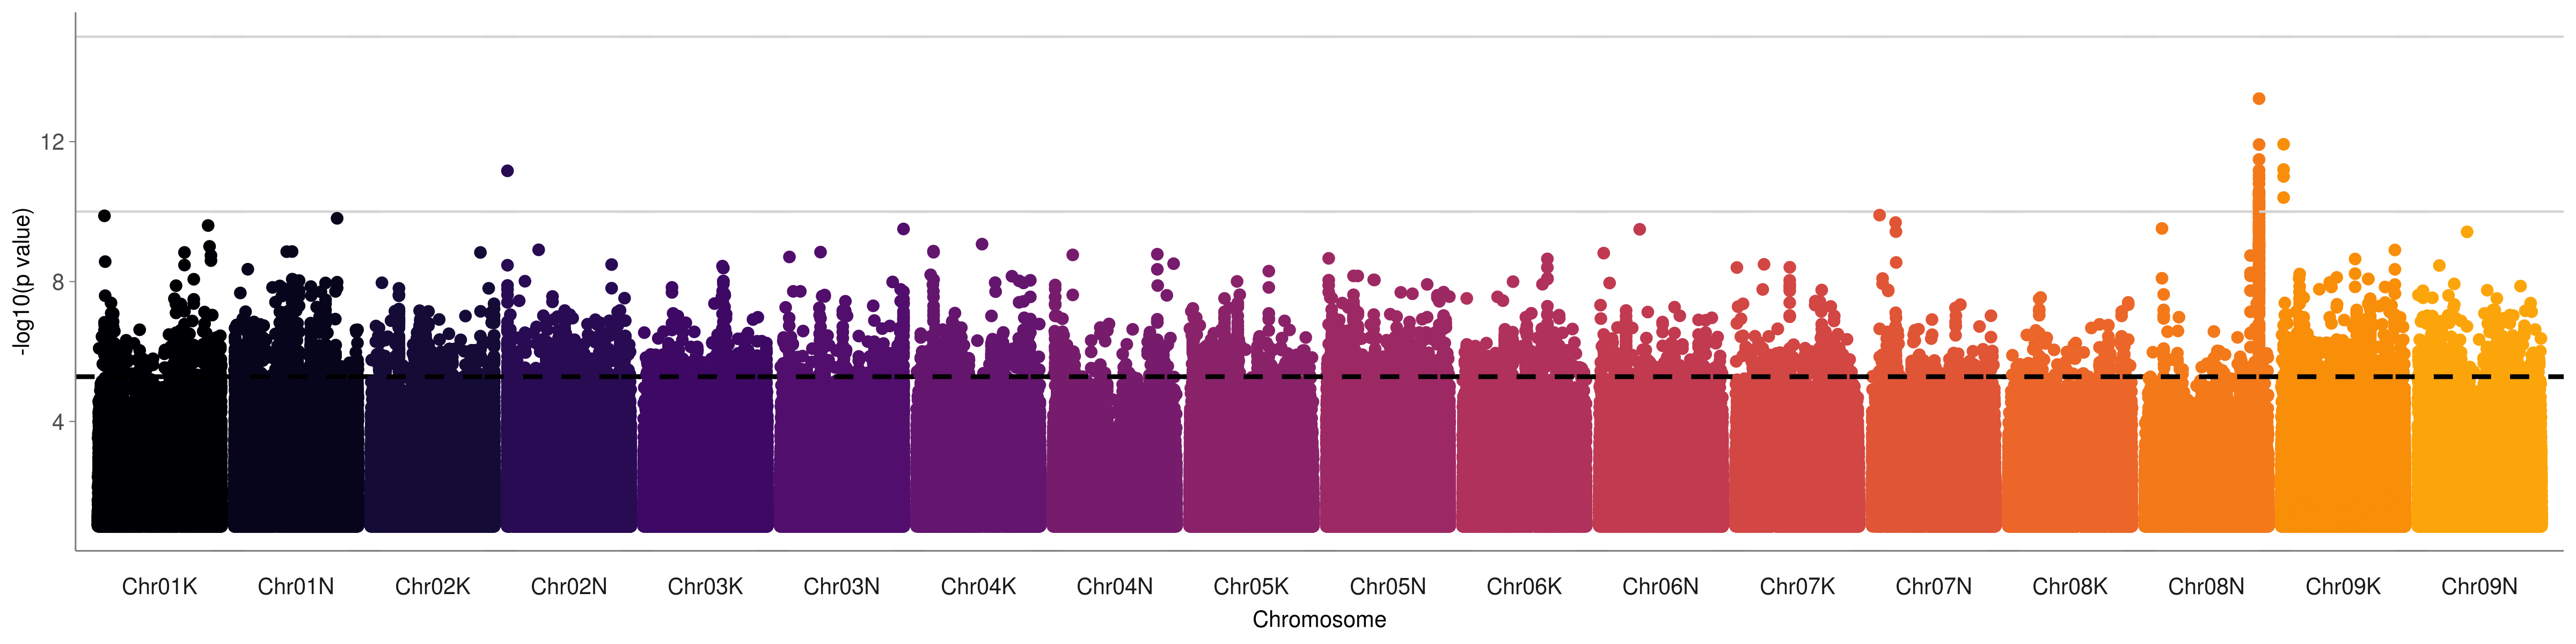 -log10(p value)
12
8
4
Chr01K Chr01N Chr02K Chr02N Chr03K Chr03N Chr04K Chr04N Chr05K Chr05N Chr06K Chr06N Chr07K Chr07N Chr08K Chr08N Chr09K Chr09N
Chromosome